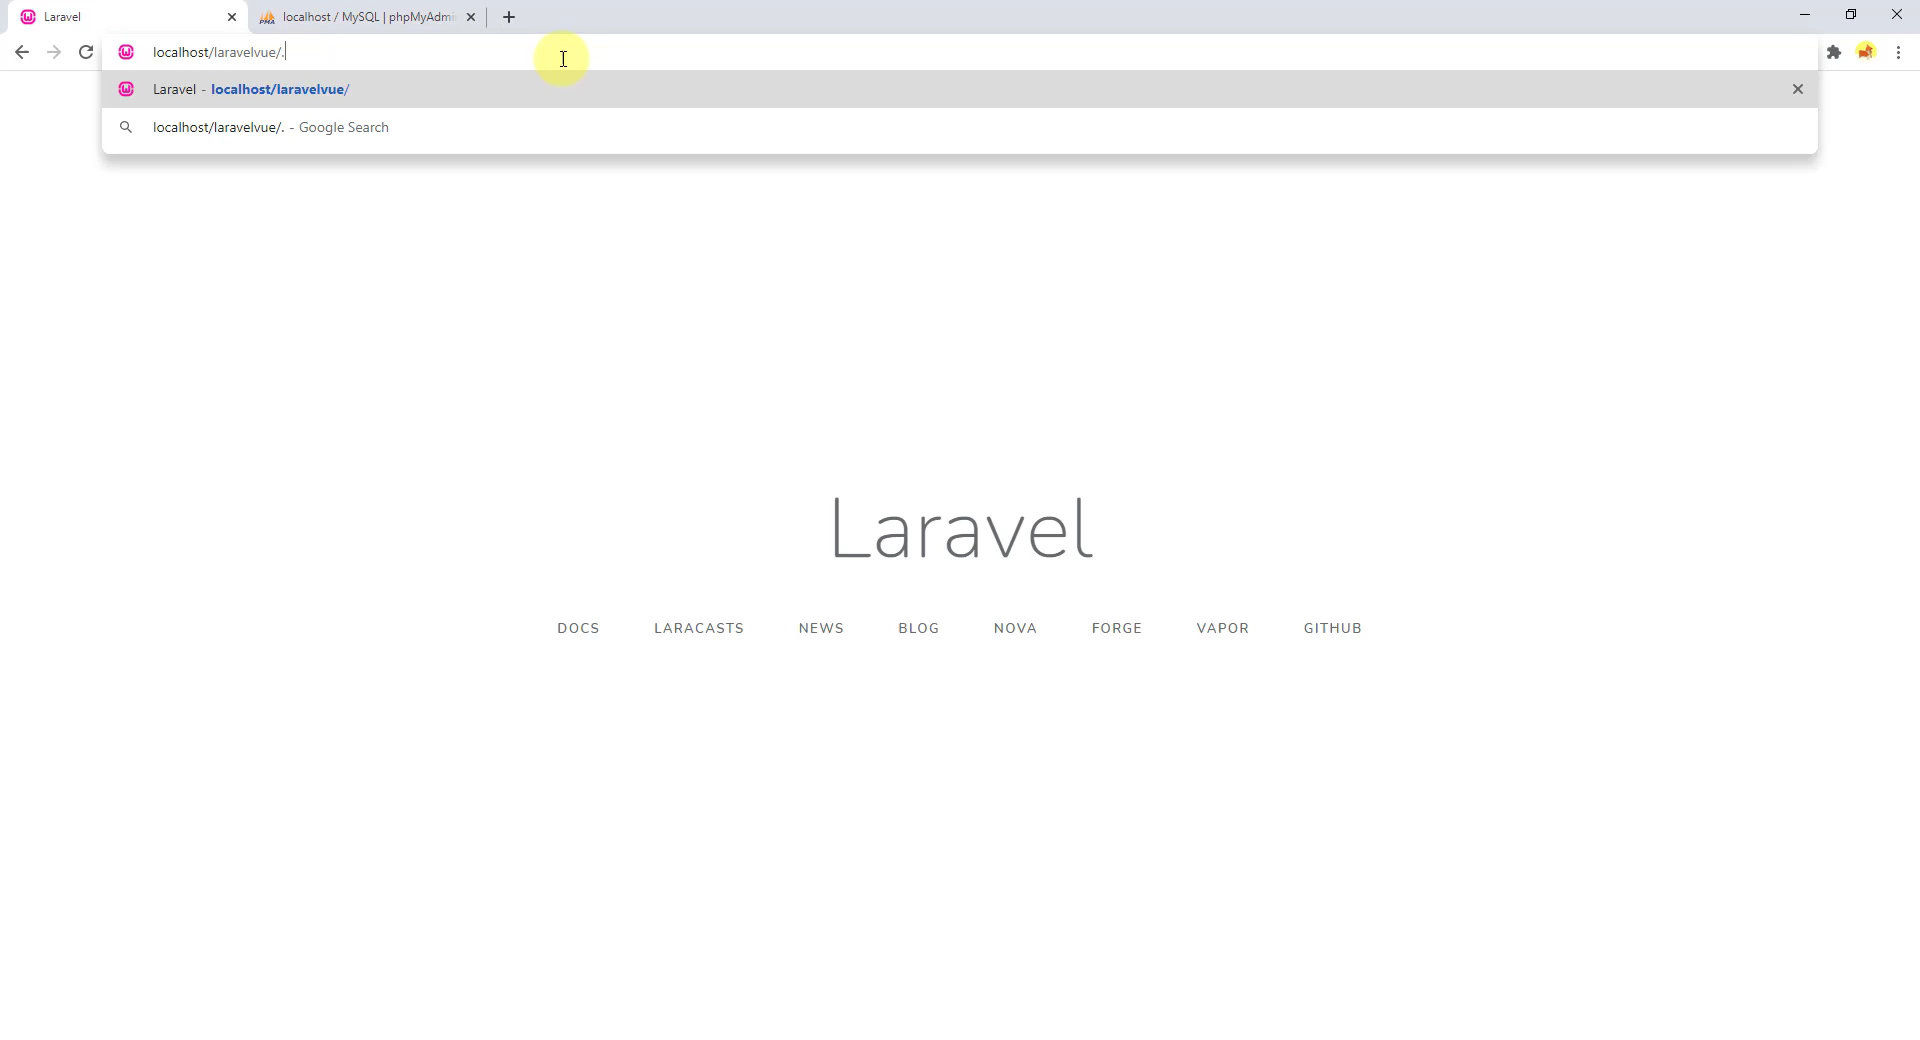 Laravel
localhost / MySQL | phpMyAdmi
localhost/laravelvue/.
Laravel - localhost/laravelvue/
localhost/laravelvue/. - Google Search
Laravel
DOCS LARACASTS NEWS BLOG NOVA FORGE VAPOR GITHUB